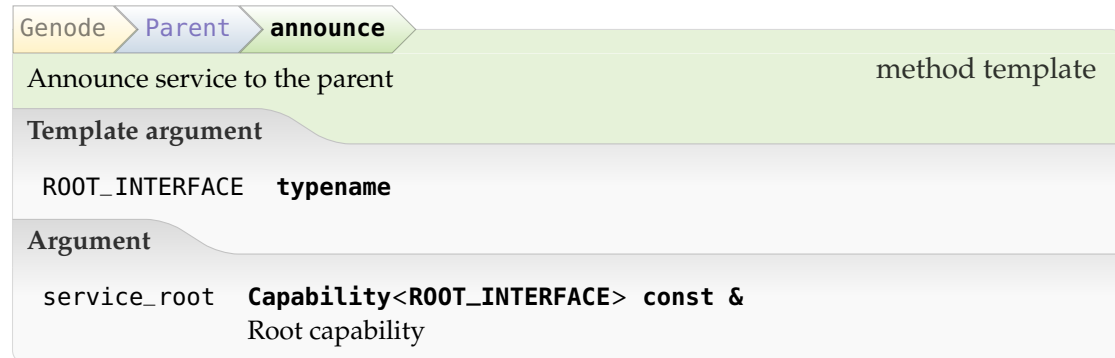 Genode Parent announce
Announce service to the parent method template
Template argument
ROOT_INTERFACE typename
Argument
service_root Capability<ROOT_INTERFACE> const &
Root capability